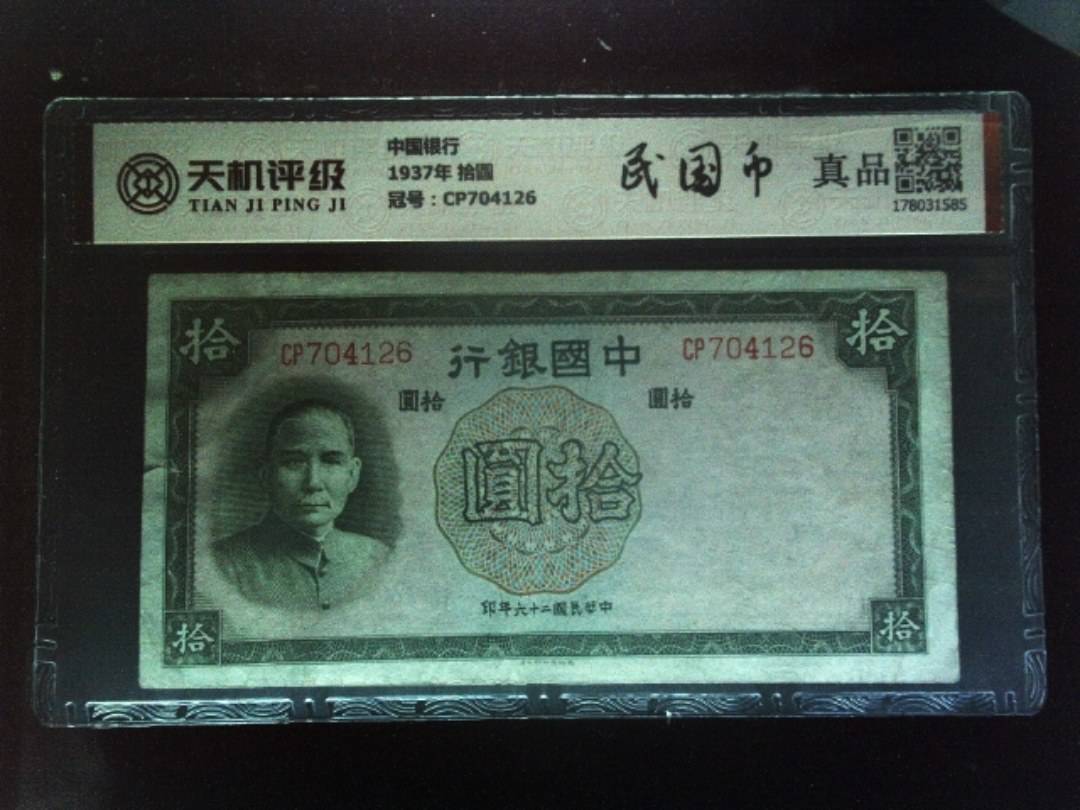 天机评级
TIAN JI PING JI
中国银行
1937年 拾圆
冠号：CP704126
民国币
真品
178031585
拾
拾
CP704126
中國銀行
CP704126
拾圓
拾圓
拾圓
中華民國二十六年印
拾
拾